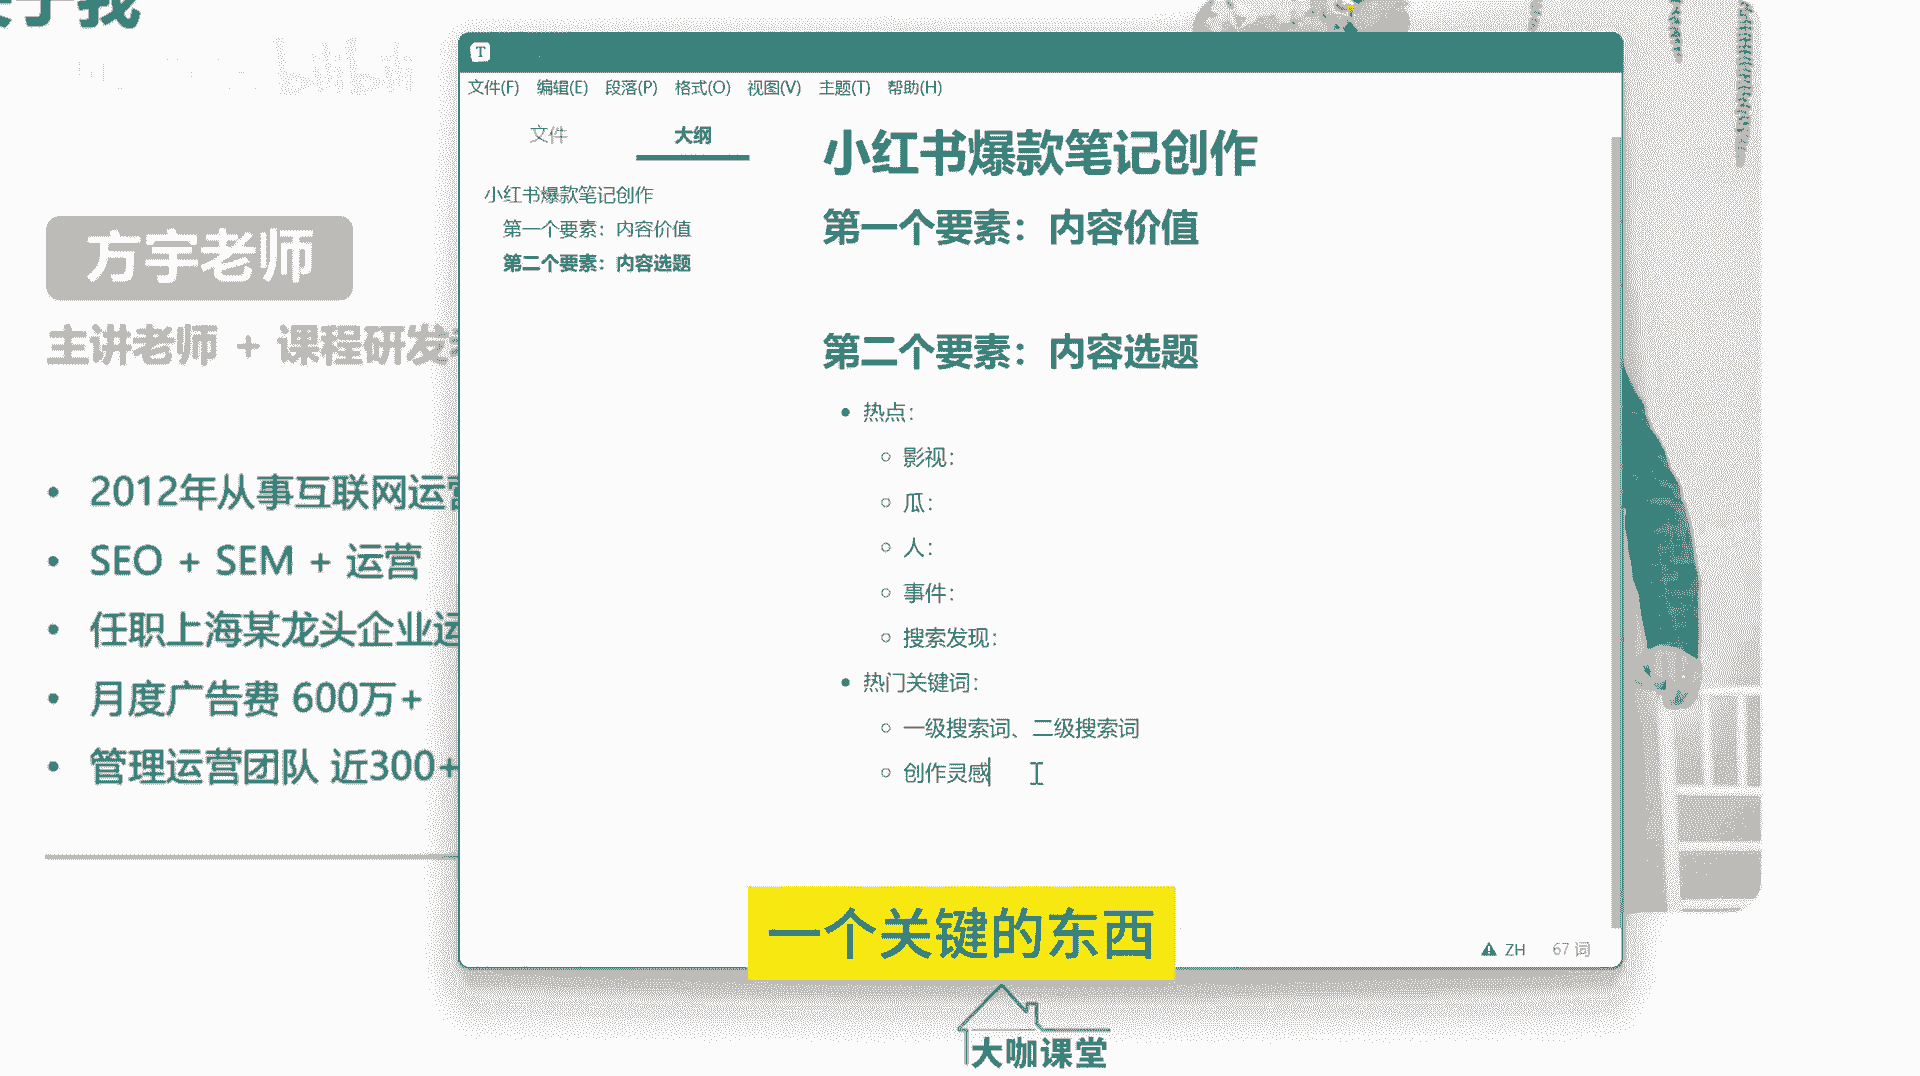 bilibili
方宇老师
主讲老师 + 课程研发
2012年从事互联网运营
SEO + SEM + 运营
任职上海某龙头企业运
月度广告费 600万+
管理运营团队 近300+
T
文件(F) 编辑(E) 段落(P) 格式(O) 视图(V) 主题(T) 帮助(H)
文件 大纲
小红书爆款笔记创作
第一个要素：内容价值
第二个要素：内容选题
小红书爆款笔记创作
第一个要素：内容价值
第二个要素：内容选题
热点：
影视：
瓜：
人：
事件：
搜索发现：
热门关键词：
一级搜索词、二级搜索词
创作灵感
ZH 67 词
一个关键的东西
大咖课堂